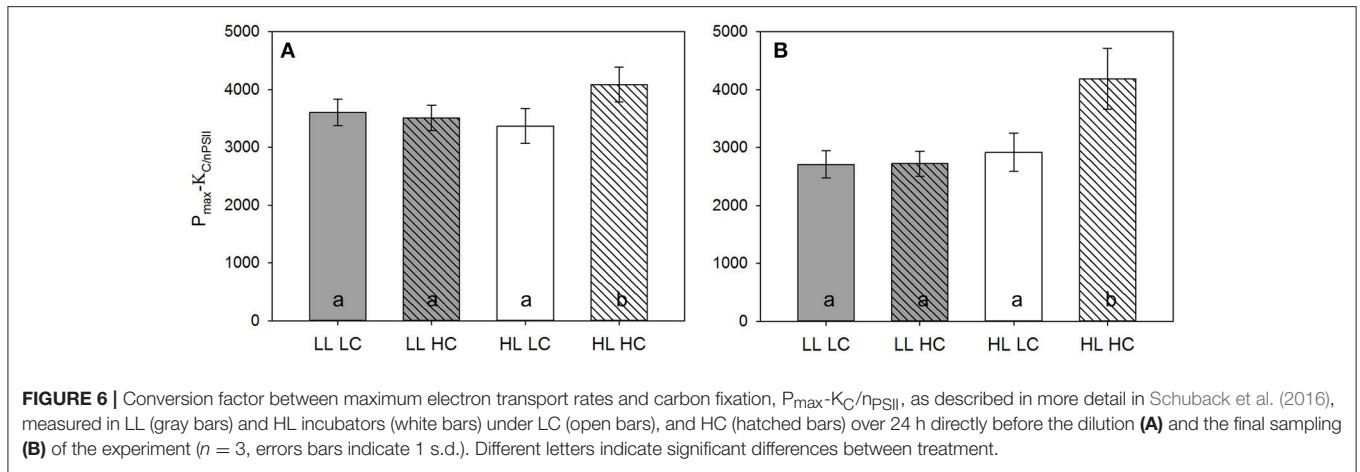 A
5000
4000
3000
2000
1000
0
Pmax-KC/nPSII
a
a
a
b
LL LC
LL HC
HL LC
HL HC
B
5000
4000
3000
2000
1000
0
a
a
a
b
LL LC
LL HC
HL LC
HL HC
FIGURE 6 | Conversion factor between maximum electron transport rates and carbon fixation, Pmax-KC/nPSII, as described in more detail in Schuback et al. (2016),
measured in LL (gray bars) and HL incubators (white bars) under LC (open bars), and HC (hatched bars) over 24 h directly before the dilution (A) and the final sampling
(B) of the experiment (n = 3, errors bars indicate 1 s.d.). Different letters indicate significant differences between treatment.